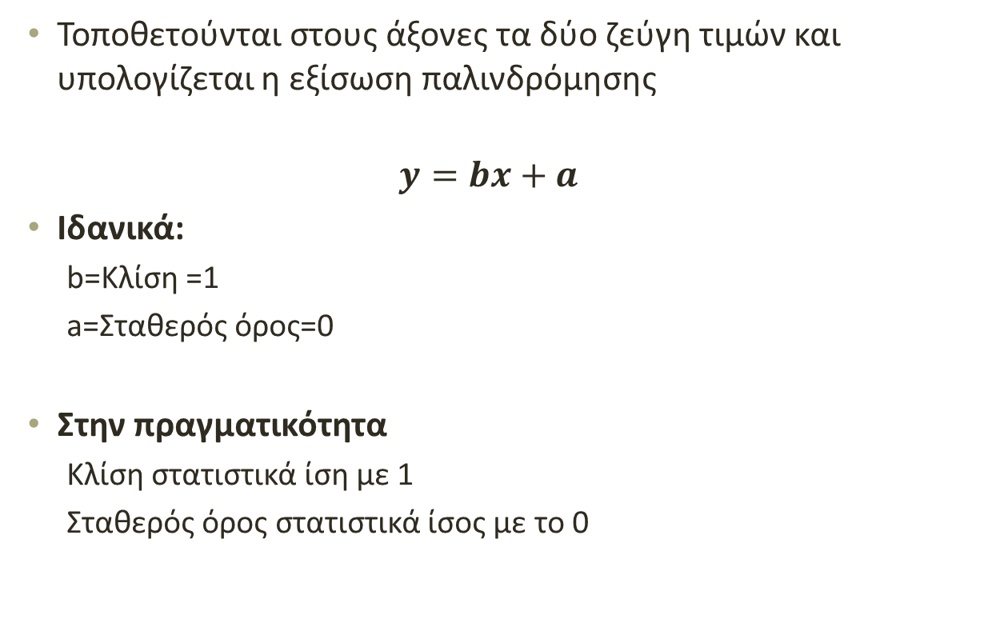 • Τοποθετούνται στους άξονες τα δύο ζεύγη τιμών και
υπολογίζεται η εξίσωση παλινδρόμησης
y = bx + a
• Ιδανικά:
b=Κλίση =1
a=Σταθερός όρος=0
• Στην πραγματικότητα
Κλίση στατιστικά ίση με 1
Σταθερός όρος στατιστικά ίσος με το 0